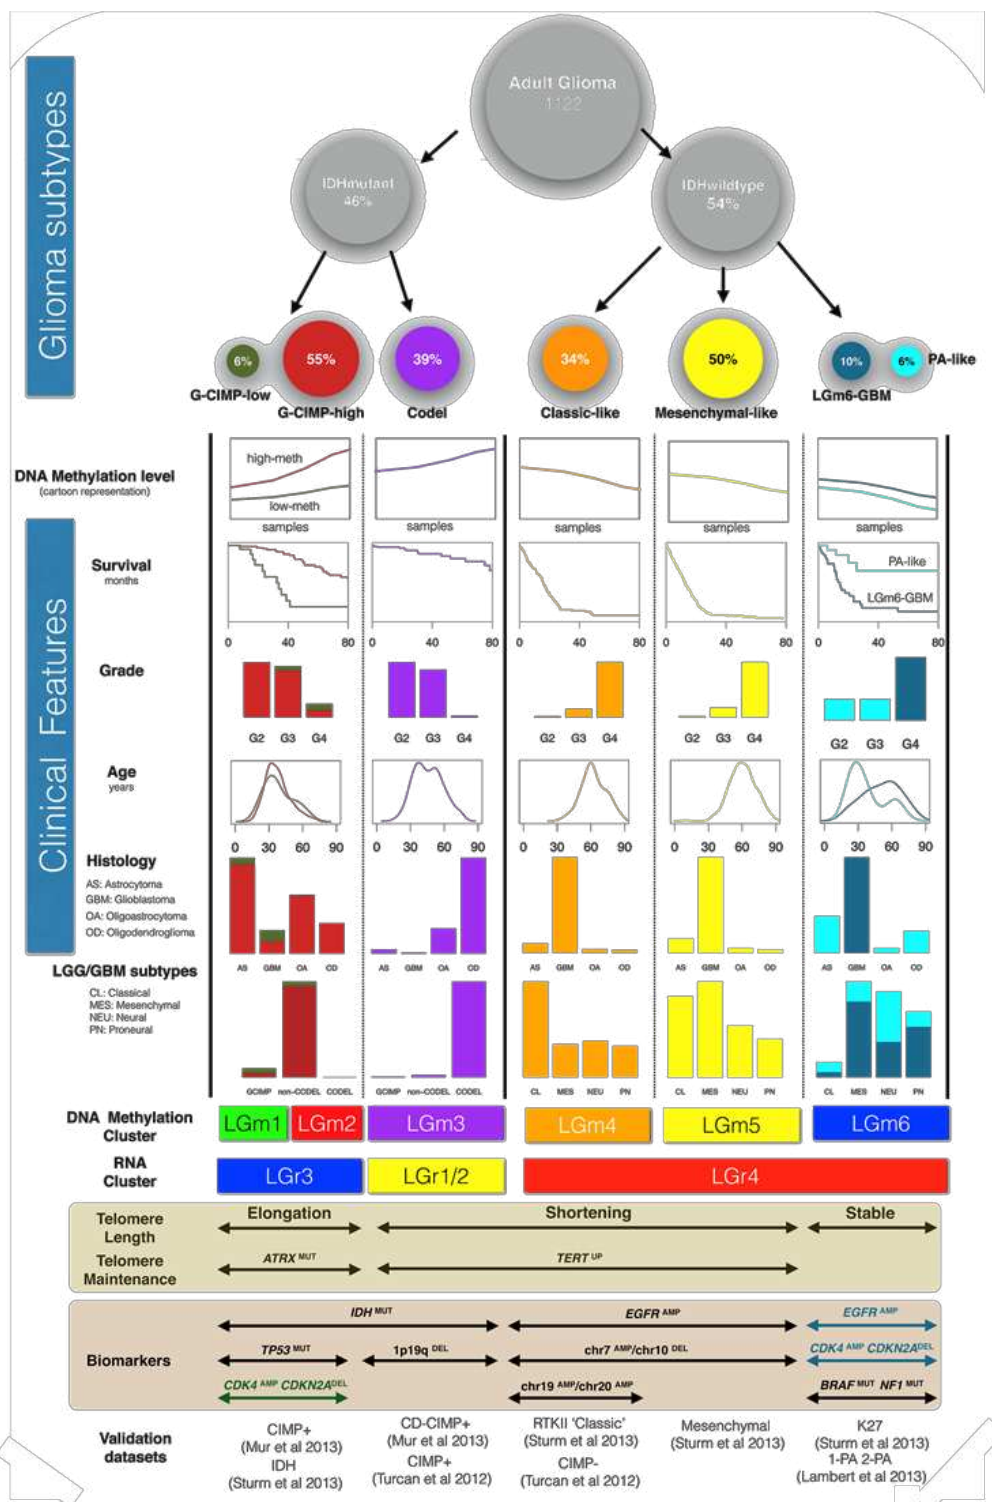 Glioma subtypes
Adult Glioma
1122
IDHmutant
46%
IDHwildtype
54%
6%
55%
39%
34%
50%
10%
6%
PA-like
G-CIMP-low
G-CIMP-high
Codel
Classic-like
Mesenchymal-like
LGm6-GBM
Clinical Features
DNA Methylation level
(cartoon representation)
high-meth
low-meth
samples
samples
samples
samples
samples
Survival
months
PA-like
LGm6-GBM
0 40 80
0 40 80
0 40 80
0 40 80
0 40 80
Grade
G2 G3 G4
G2 G3 G4
G2 G3 G4
G2 G3 G4
G2 G3 G4
Age
years
0 30 60 90
0 30 60 90
0 30 60 90
0 30 60 90
0 30 60 90
Histology
AS: Astrocytoma
GBM: Glioblastoma
OA: Oligoastrocytoma
OD: Oligodendroglioma
AS GBM OA OD
AS GBM OA OD
AS GBM OA OD
AS GBM OA OD
AS GBM OA OD
LGG/GBM subtypes
CL: Classical
MES: Mesenchymal
NEU: Neural
PN: Proneural
GCIMP non-CODEL CODEL
GCIMP non-CODEL CODEL
CL MES NEU PN
CL MES NEU PN
CL MES NEU PN
DNA Methylation
Cluster
LGm1 LGm2 LGm3 LGm4 LGm5 LGm6
RNA
Cluster
LGr3 LGr1/2 LGr4
Telomere
Length
Elongation Shortening Stable
Telomere
Maintenance
ATRX MUT TERT UP
Biomarkers
IDH MUT EGFR AMP EGFR AMP
TP53 MUT 1p19q DEL chr7 AMP/chr10 DEL CDK4 AMP CDKN2A DEL
CDK4 AMP CDKN2A DEL chr19 AMP/chr20 AMP BRAF MUT NF1 MUT
Validation
datasets
CIMP+
(Mur et al 2013)
IDH
(Sturm et al 2013)
CD-CIMP+
(Mur et al 2013)
CIMP+
(Turcan et al 2012)
RTKII 'Classic'
(Sturm et al 2013)
CIMP-
(Turcan et al 2012)
Mesenchymal
(Sturm et al 2013)
K27
(Sturm et al 2013)
1-PA 2-PA
(Lambert et al 2013)